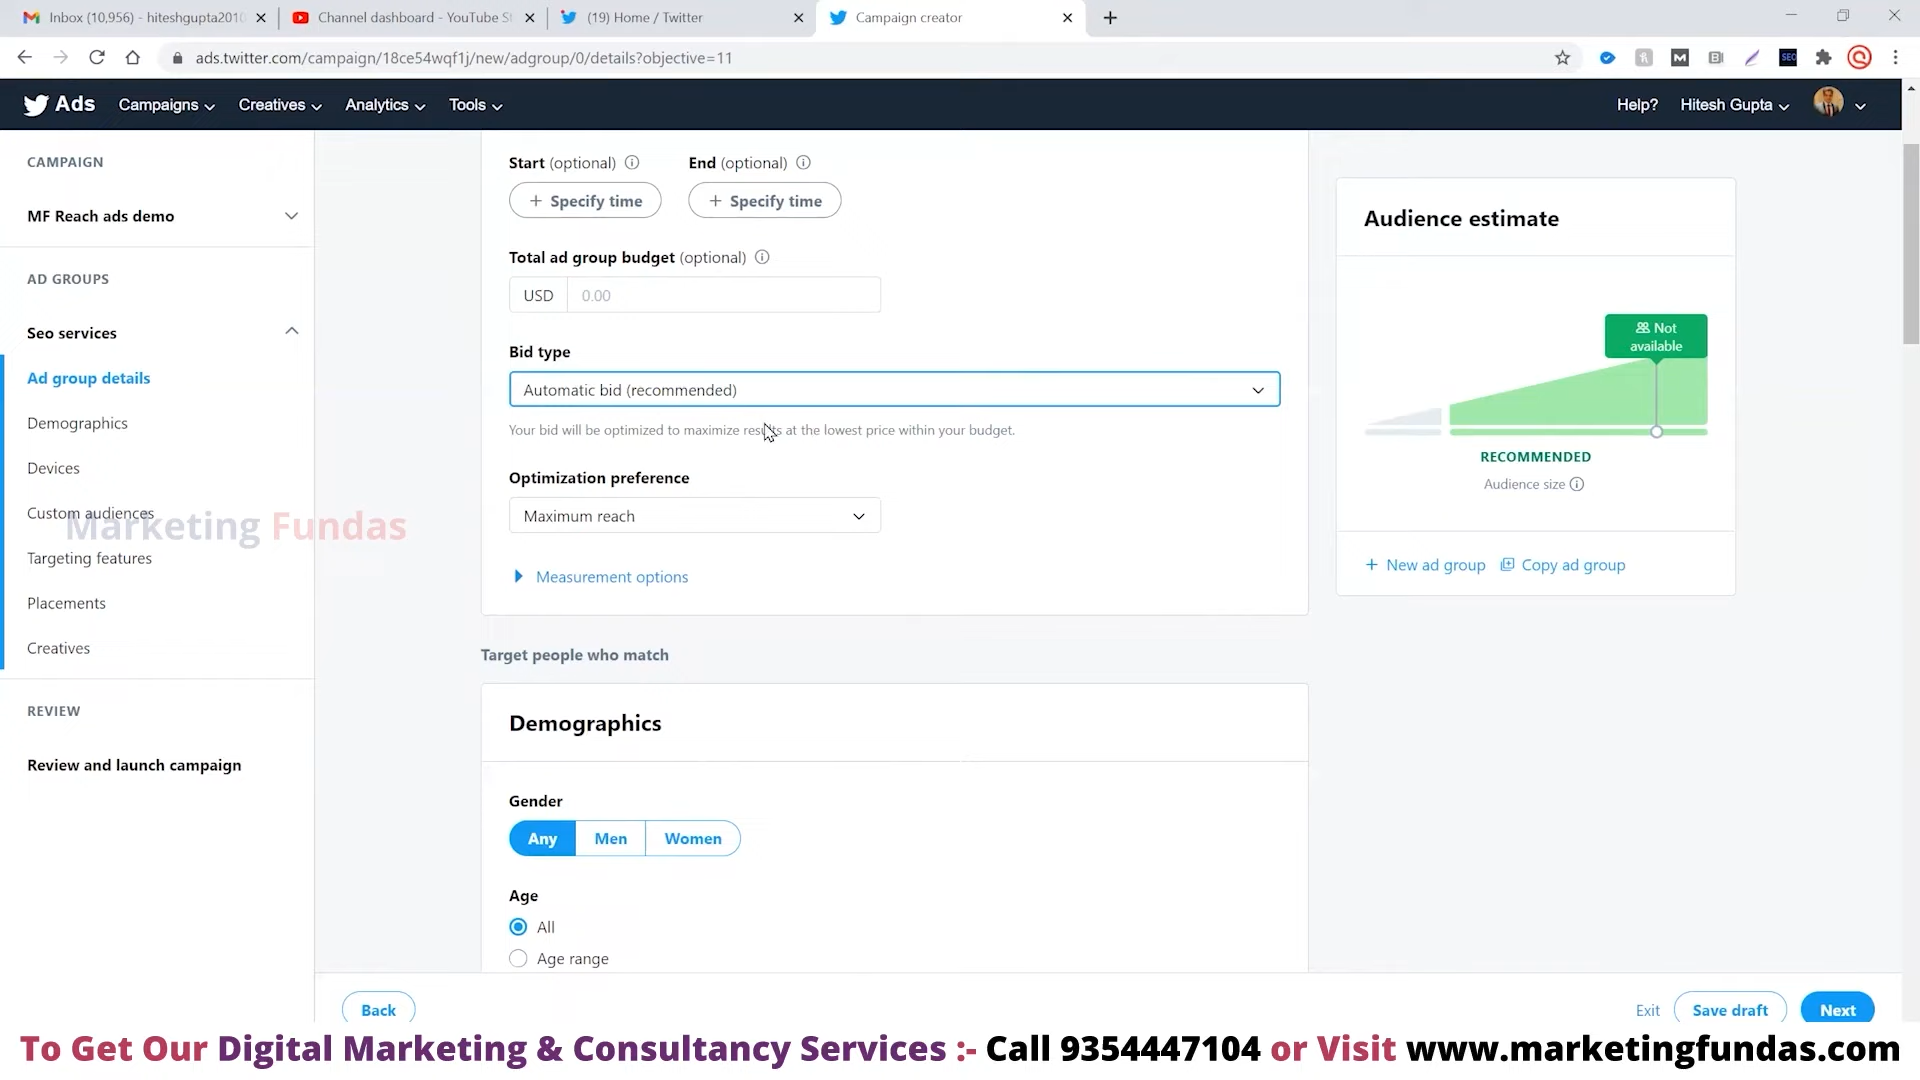 Inbox (10,956) - hiteshgupta2010
Channel dashboard - YouTube St
(19) Home / Twitter
Campaign creator
ads.twitter.com/campaign/18ce54wqf1j/new/adgroup/0/details?objective=11
Ads
Campaigns
Creatives
Analytics
Tools
Help?
Hitesh Gupta
CAMPAIGN
MF Reach ads demo
AD GROUPS
Seo services
Ad group details
Demographics
Devices
Custom audiences
Marketing Fundas
Targeting features
Placements
Creatives
REVIEW
Review and launch campaign
Start (optional)
End (optional)
+ Specify time
+ Specify time
Total ad group budget (optional)
USD 0.00
Bid type
Automatic bid (recommended)
Your bid will be optimized to maximize results at the lowest price within your budget.
Optimization preference
Maximum reach
Measurement options
Target people who match
Demographics
Gender
Any
Men
Women
Age
All
Age range
Audience estimate
Not
available
RECOMMENDED
Audience size
+ New ad group
Copy ad group
Back
Exit
Save draft
Next
To Get Our Digital Marketing & Consultancy Services :- Call 9354447104 or Visit www.marketingfundas.com